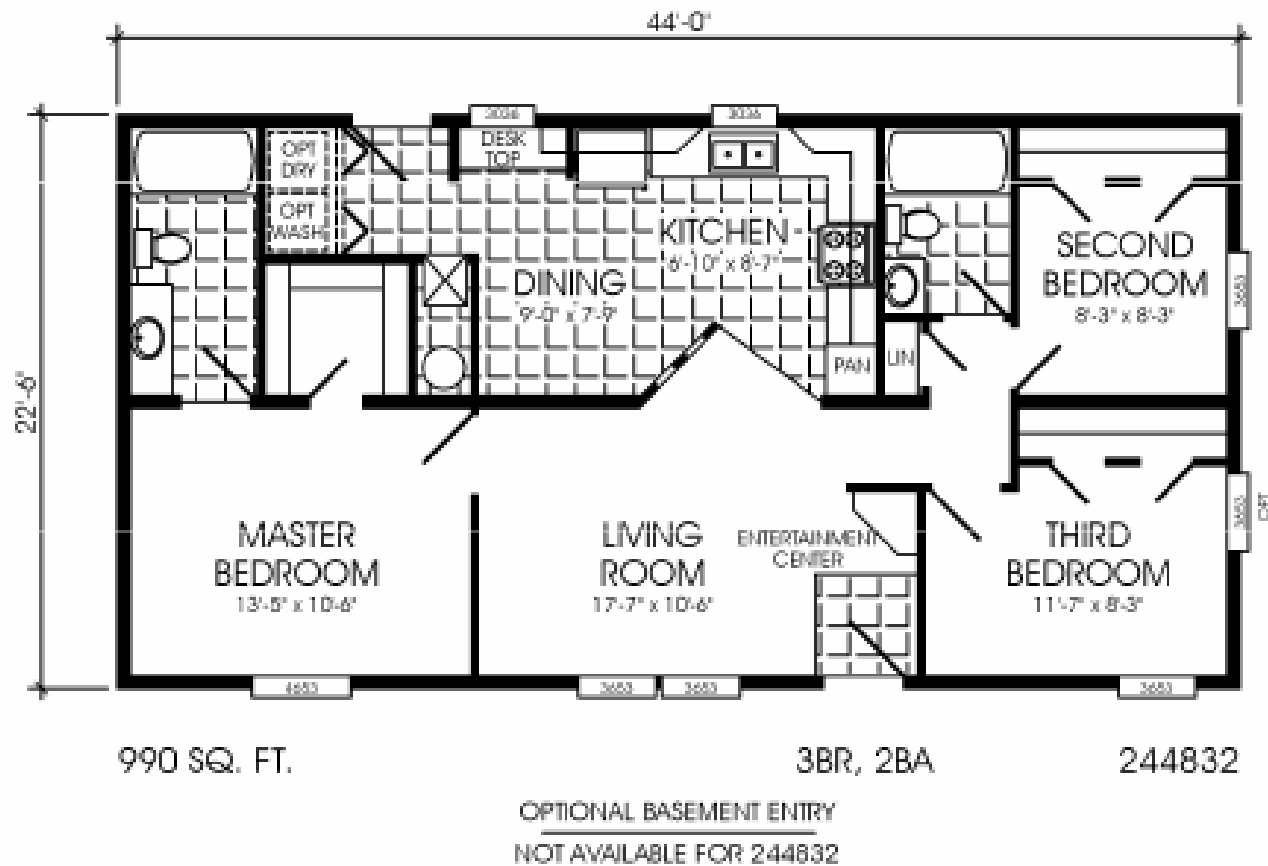 44'-0"
22'-6"
3036
3036
DESK
TOP
OPT
DRY
OPT
WASH
KITCHEN
6'-10" x 8'-7"
DINING
9'-0" x 7'-9"
SECOND
BEDROOM
8'-3" x 8'-3"
3653
PAN
LIN
MASTER
BEDROOM
13'-5" x 10'-6"
LIVING
ROOM
17'-7" x 10'-6"
ENTERTAINMENT
CENTER
THIRD
BEDROOM
11'-7" x 8'-3"
3653
OPT
4653
3653
3653
3653
990 SQ. FT.
3BR, 2BA
244832
OPTIONAL BASEMENT ENTRY
NOT AVAILABLE FOR 244832